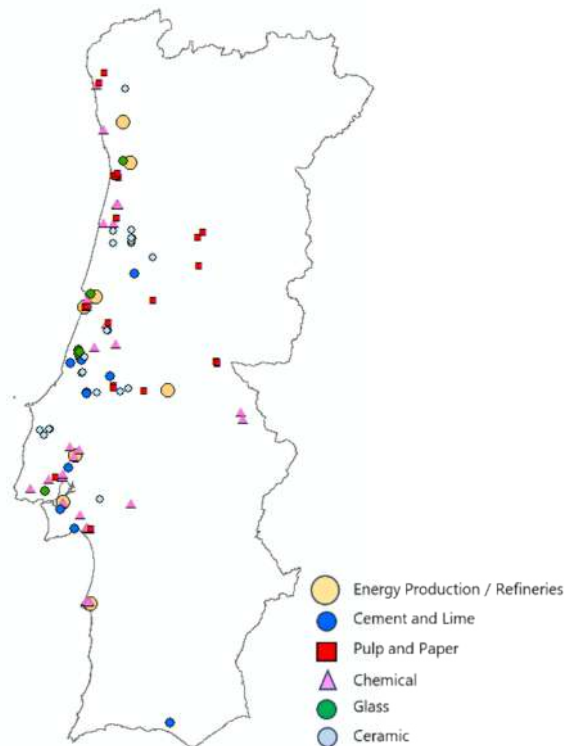 Energy Production / Refineries
Cement and Lime
Pulp and Paper
Chemical
Glass
Ceramic